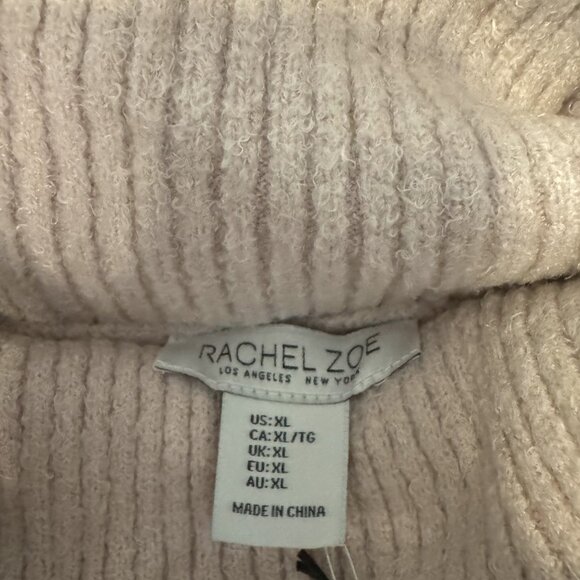 RACHEL ZOE
LOS ANGELES NEW YORK
US: XL
CA: XL/TG
UK: XL
EU: XL
AU: XL
MADE IN CHINA